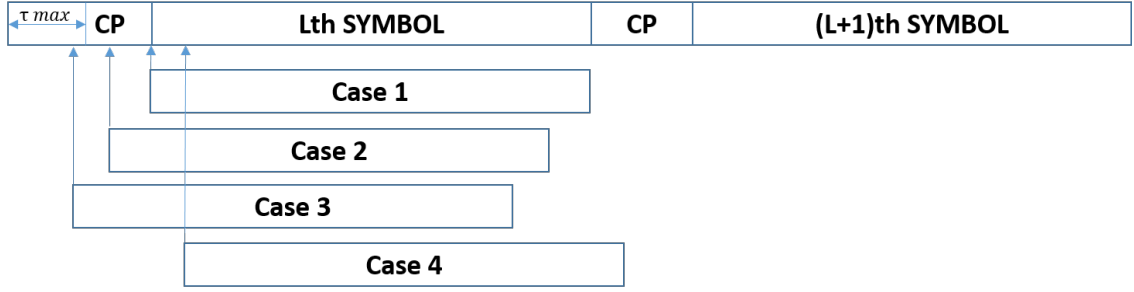 τ max CP Lth SYMBOL CP (L+1)th SYMBOL
Case 1
Case 2
Case 3
Case 4